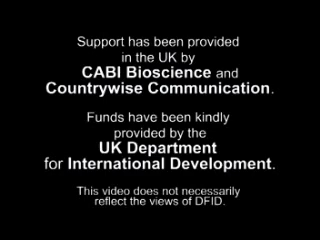 Support has been provided
in the UK by
CABI Bioscience and
Countrywise Communication.
Funds have been kindly
provided by the
UK Department
for International Development.
This video does not necessarily
reflect the views of DFID.